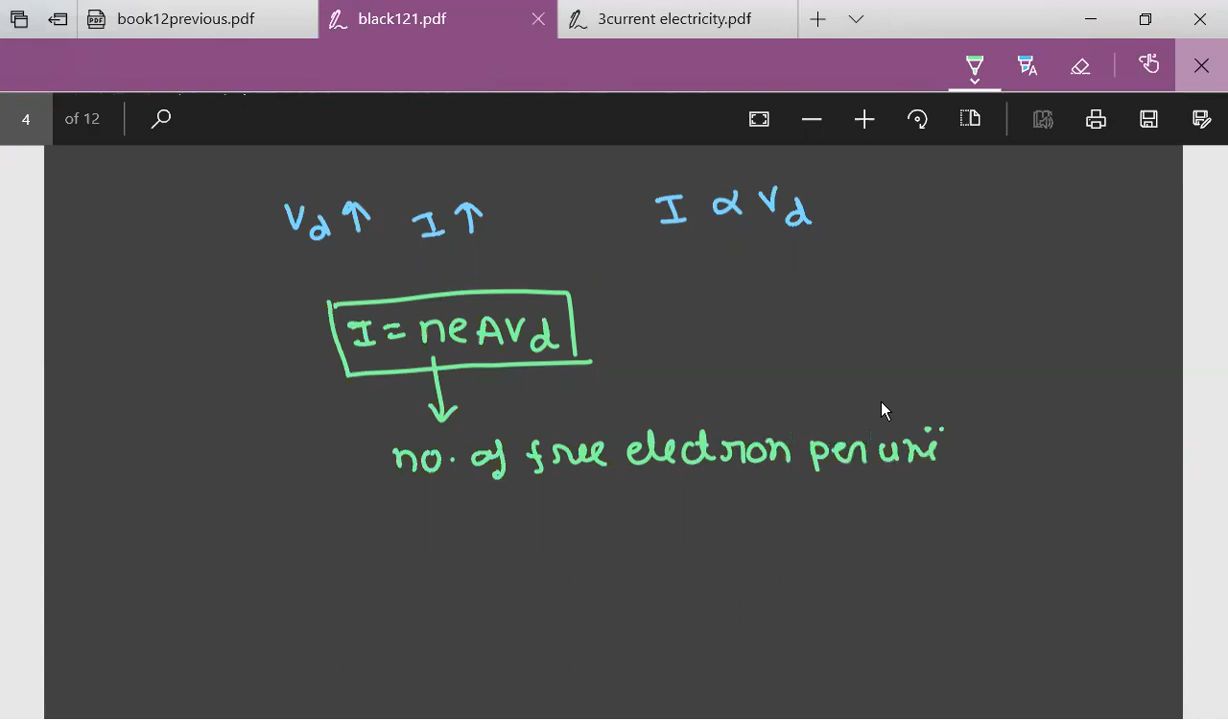 book12previous.pdf
black121.pdf
3current electricity.pdf
4 of 12
Vd ↑ I ↑ I ∝ Vd
I = neAVd
no. of free electron per uni